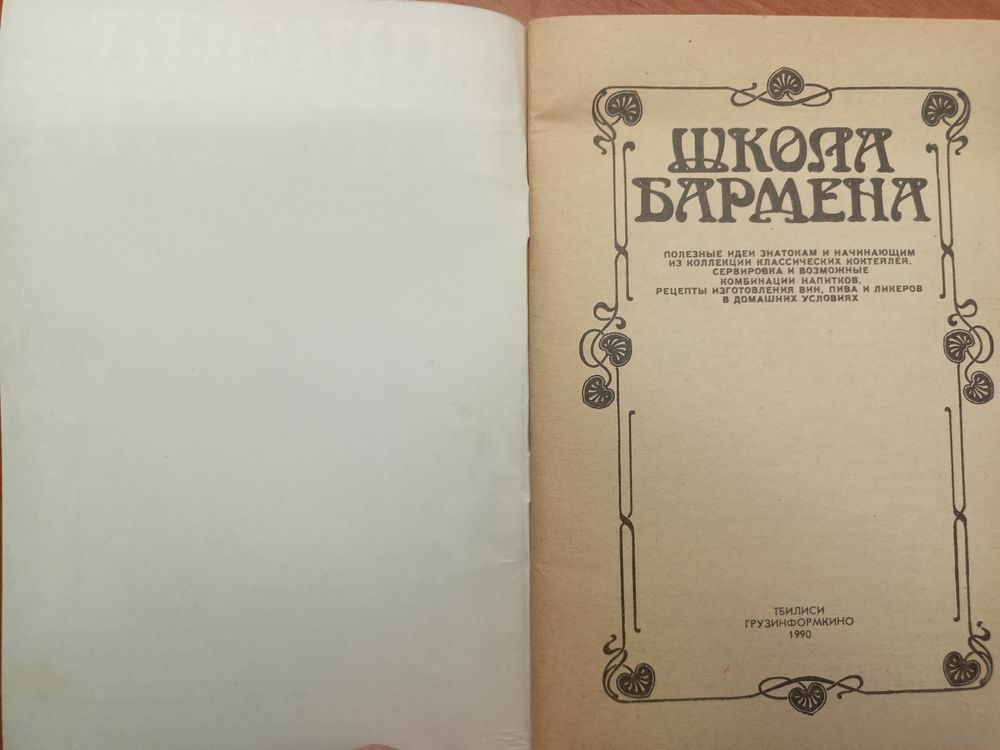 ШКОЛА
БАРМЕНА
ПОЛЕЗНЫЕ ИДЕИ ЗНАТОКАМ И НАЧИНАЮЩИМ
ИЗ КОЛЛЕКЦИИ КЛАССИЧЕСКИХ КОКТЕЙЛЕЙ.
СЕРВИРОВКА И ВОЗМОЖНЫЕ
КОМБИНАЦИИ НАПИТКОВ.
РЕЦЕПТЫ ИЗГОТОВЛЕНИЯ ВИН, ПИВА И ЛИКЕРОВ
В ДОМАШНИХ УСЛОВИЯХ
ТБИЛИСИ
ГРУЗИНФОРМКИНО
1990